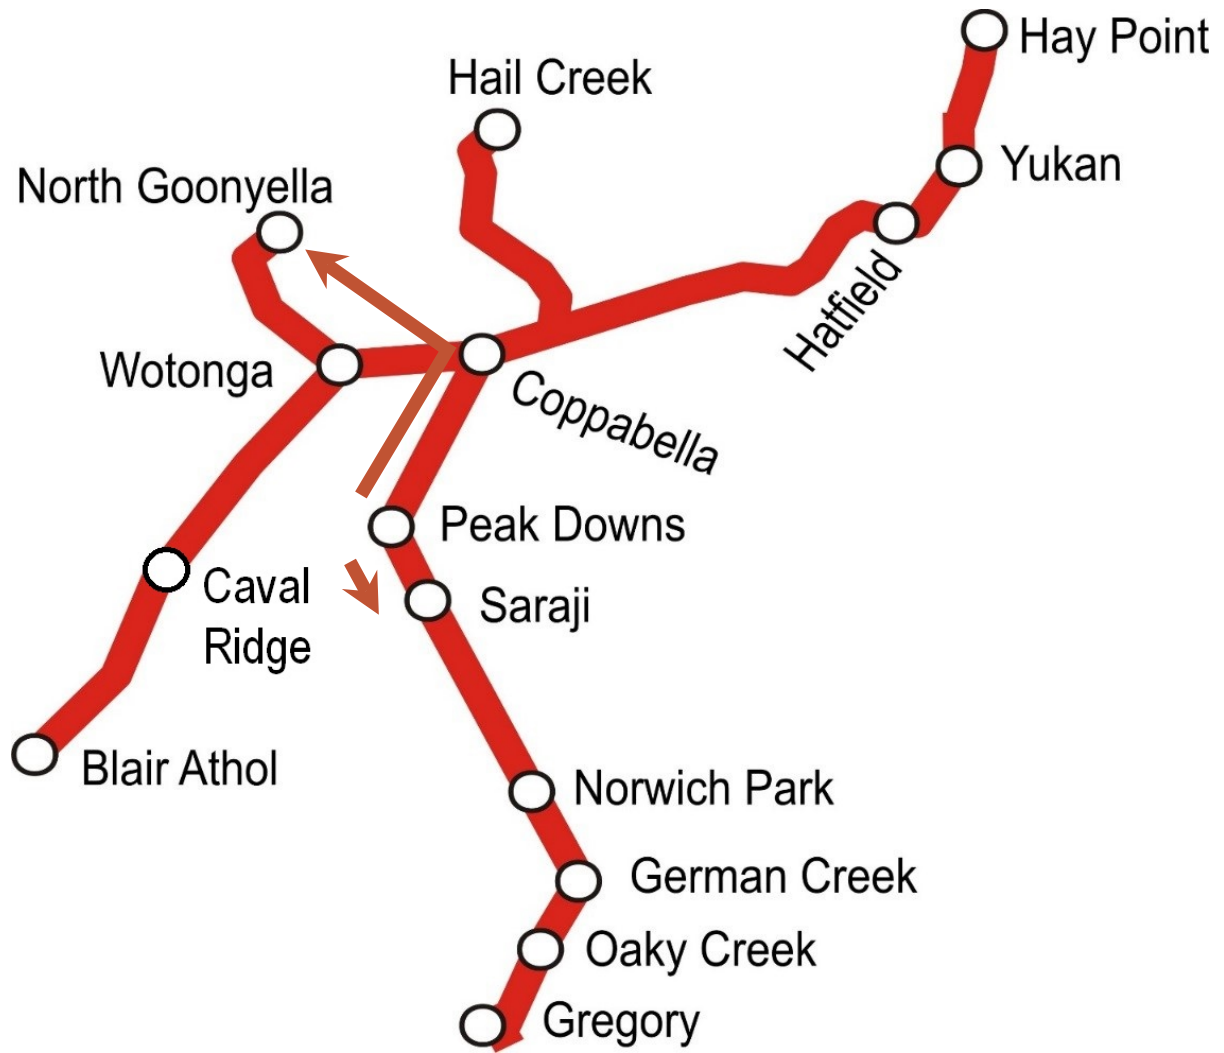 Hay Point
Hail Creek
Yukan
North Goonyella
Hatfield
Wotonga
Coppabella
Peak Downs
Caval
Ridge
Saraji
Blair Athol
Norwich Park
German Creek
Oaky Creek
Gregory